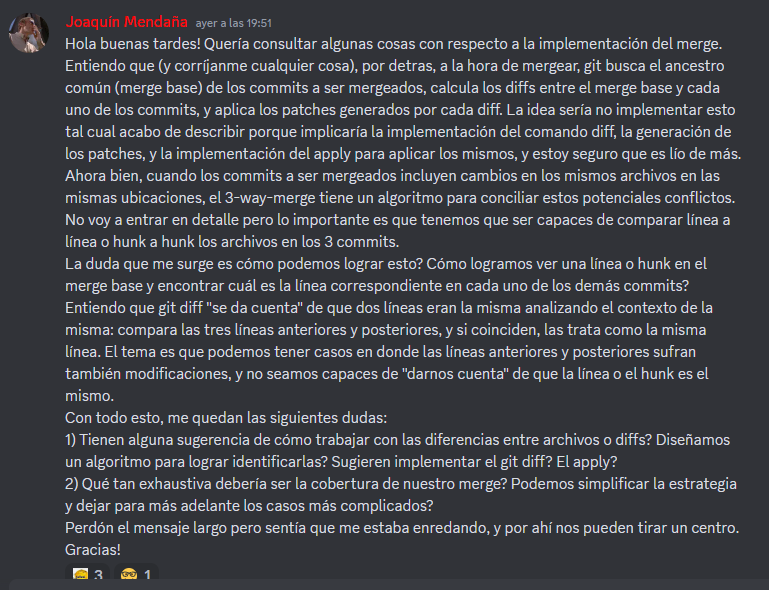 Joaquín Mendaña ayer a las 19:51
Hola buenas tardes! Quería consultar algunas cosas con respecto a la implementación del merge.
Entiendo que (y corríjanme cualquier cosa), por detras, a la hora de mergear, git busca el ancestro
común (merge base) de los commits a ser mergeados, calcula los diffs entre el merge base y cada
uno de los commits, y aplica los patches generados por cada diff. La idea sería no implementar esto
tal cual acabo de describir porque implicaría la implementación del comando diff, la generación de
los patches, y la implementación del apply para aplicar los mismos, y estoy seguro que es lío de más.
Ahora bien, cuando los commits a ser mergeados incluyen cambios en los mismos archivos en las
mismas ubicaciones, el 3-way-merge tiene un algoritmo para conciliar estos potenciales conflictos.
No voy a entrar en detalle pero lo importante es que tenemos que ser capaces de comparar línea a
línea o hunk a hunk los archivos en los 3 commits.
La duda que me surge es cómo podemos lograr esto? Cómo logramos ver una línea o hunk en el
merge base y encontrar cuál es la línea correspondiente en cada uno de los demás commits?
Entiendo que git diff "se da cuenta" de que dos líneas eran la misma analizando el contexto de la
misma: compara las tres líneas anteriores y posteriores, y si coinciden, las trata como la misma
línea. El tema es que podemos tener casos en donde las líneas anteriores y posteriores sufran
también modificaciones, y no seamos capaces de "darnos cuenta" de que la línea o el hunk es el
mismo.
Con todo esto, me quedan las siguientes dudas:
1) Tienen alguna sugerencia de cómo trabajar con las diferencias entre archivos o diffs? Diseñamos
un algoritmo para lograr identificarlas? Sugieren implementar el git diff? El apply?
2) Qué tan exhaustiva debería ser la cobertura de nuestro merge? Podemos simplificar la estrategia
y dejar para más adelante los casos más complicados?
Perdón el mensaje largo pero sentía que me estaba enredando, y por ahí nos pueden tirar un centro.
Gracias!
3 1